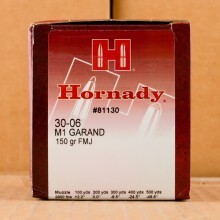 H
Hornady
#81130
30-06
M1 GARAND
150 gr FMJ
Muzzle 100 yds 200 yds 300 yds 400 yds 500 yds